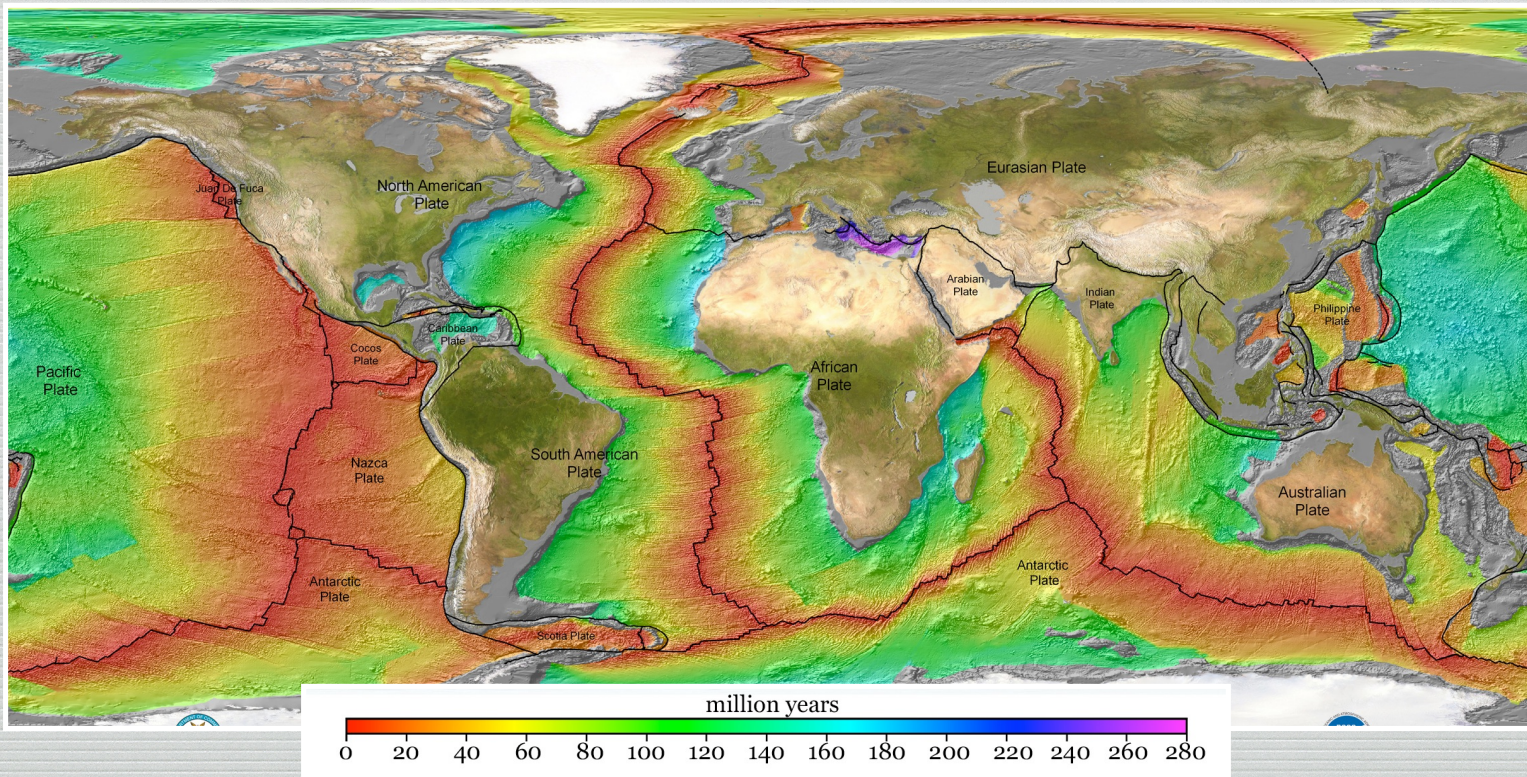 Juan De Fuca
Plate
North American
Plate
Eurasian Plate
Arabian
Plate
Indian
Plate
Philippine
Plate
Caribbean
Plate
Cocos
Plate
Pacific
Plate
African
Plate
Nazca
Plate
South American
Plate
Australian
Plate
Antarctic
Plate
Antarctic
Plate
Scotia Plate
million years
0 20 40 60 80 100 120 140 160 180 200 220 240 260 280